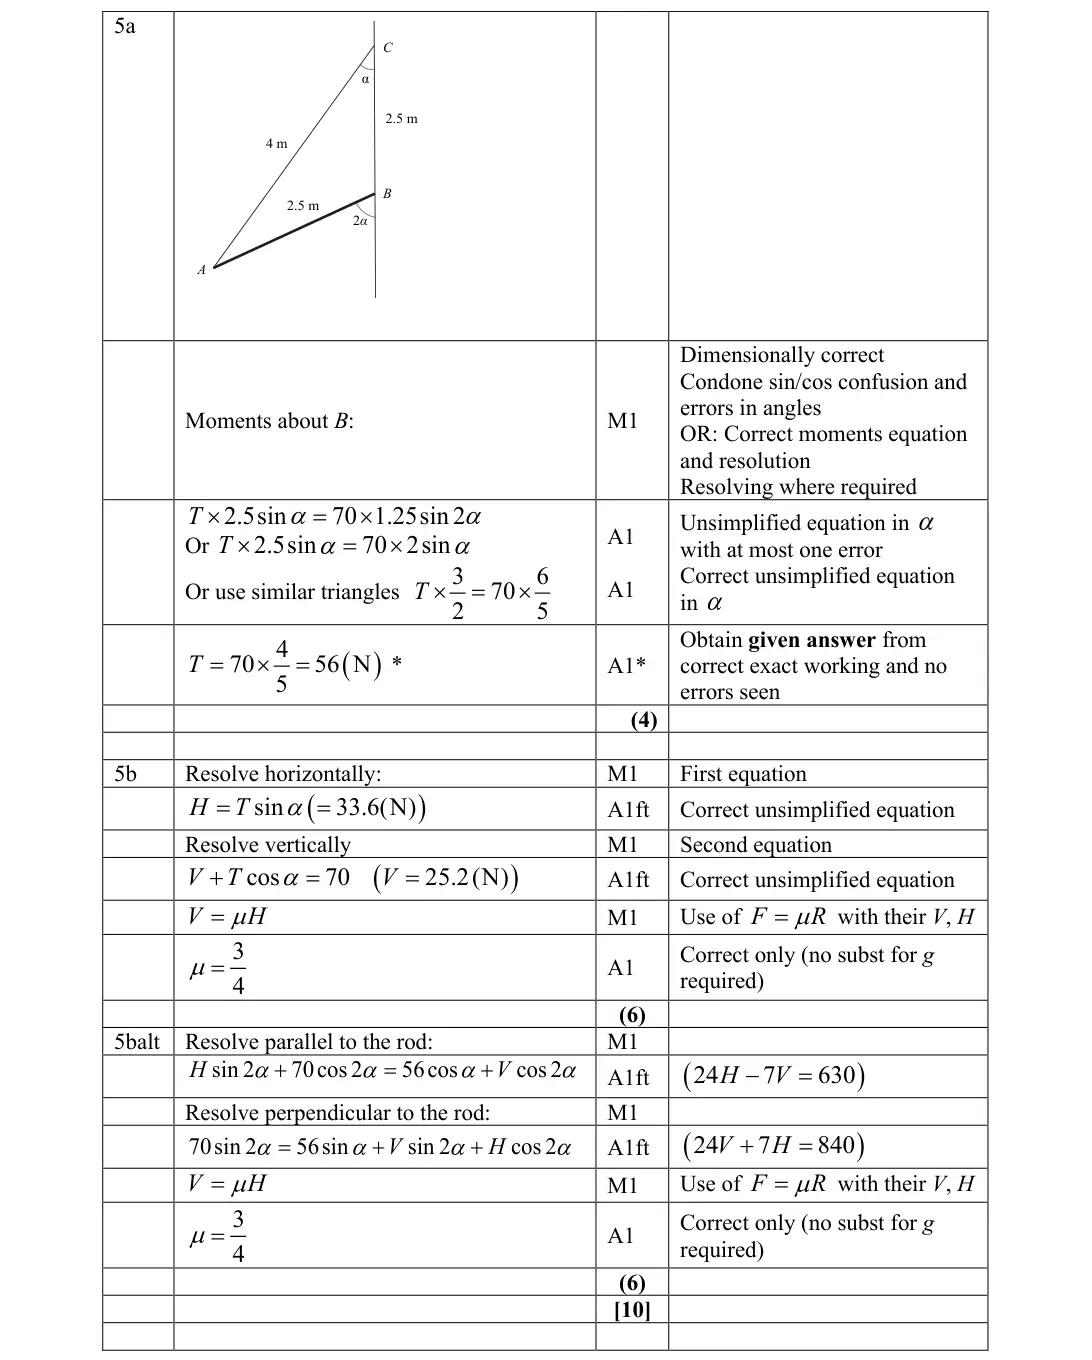 5a
C
α
2.5 m
4 m
B
2.5 m
2α
A
Moments about B:
M1
Dimensionally correct
Condone sin/cos confusion and
errors in angles
OR: Correct moments equation
and resolution
Resolving where required
T × 2.5 sin α = 70 × 1.25 sin 2α
Or T × 2.5 sin α = 70 × 2 sin α
Or use similar triangles T × 3/2 = 70 × 6/5
A1
A1
Unsimplified equation in α
with at most one error
Correct unsimplified equation
in α
T = 70 × 4/5 = 56 (N) *
A1*
Obtain given answer from
correct exact working and no
errors seen
(4)
5b Resolve horizontally: M1 First equation
H = T sin α (= 33.6(N)) A1ft Correct unsimplified equation
Resolve vertically M1 Second equation
V + T cos α = 70 (V = 25.2 (N)) A1ft Correct unsimplified equation
V = μH M1 Use of F = μR with their V, H
μ = 3/4 A1
Correct only (no subst for g
required)
(6)
5balt Resolve parallel to the rod: M1
H sin 2α + 70 cos 2α = 56 cos α + V cos 2α A1ft (24H − 7V = 630)
Resolve perpendicular to the rod: M1
70 sin 2α = 56 sin α + V sin 2α + H cos 2α A1ft (24V + 7H = 840)
V = μH M1 Use of F = μR with their V, H
μ = 3/4 A1
Correct only (no subst for g
required)
(6)
[10]